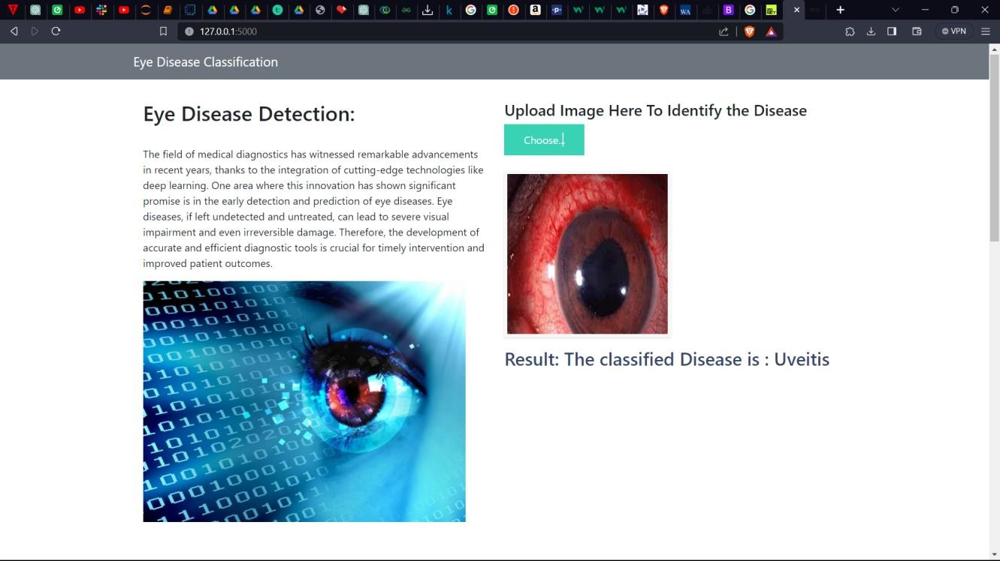 127.0.0.1:5000
VPN
Eye Disease Classification
Eye Disease Detection:
The field of medical diagnostics has witnessed remarkable advancements
in recent years, thanks to the integration of cutting-edge technologies like
deep learning. One area where this innovation has shown significant
promise is in the early detection and prediction of eye diseases. Eye
diseases, if left undetected and untreated, can lead to severe visual
impairment and even irreversible damage. Therefore, the development of
accurate and efficient diagnostic tools is crucial for timely intervention and
improved patient outcomes.
Upload Image Here To Identify the Disease
Choose...
Result: The classified Disease is : Uveitis